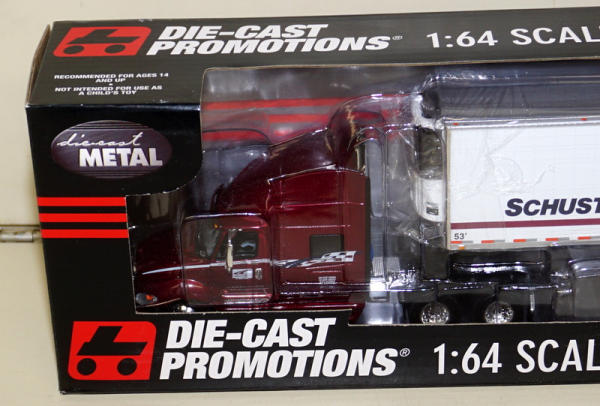 DIE-CAST
PROMOTIONS® 1:64 SCAL
RECOMMENDED FOR AGES 14
AND UP
NOT INTENDED FOR USE AS
A CHILD'S TOY
die-cast
METAL
SCHUST
53'
DIE-CAST
PROMOTIONS® 1:64 SCAL